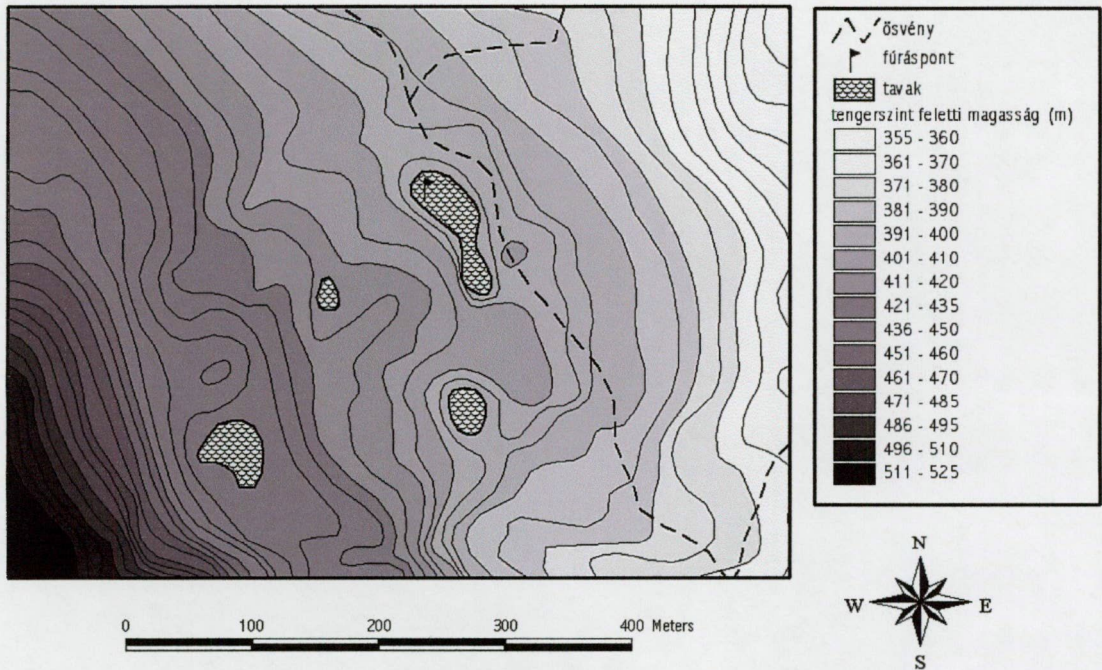 ösvény
fúráspont
tavak
tengerszint feletti magasság (m)
355 - 360
361 - 370
371 - 380
381 - 390
391 - 400
401 - 410
411 - 420
421 - 435
436 - 450
451 - 460
461 - 470
471 - 485
486 - 495
496 - 510
511 - 525
N
W E
S
0 100 200 300 400 Meters